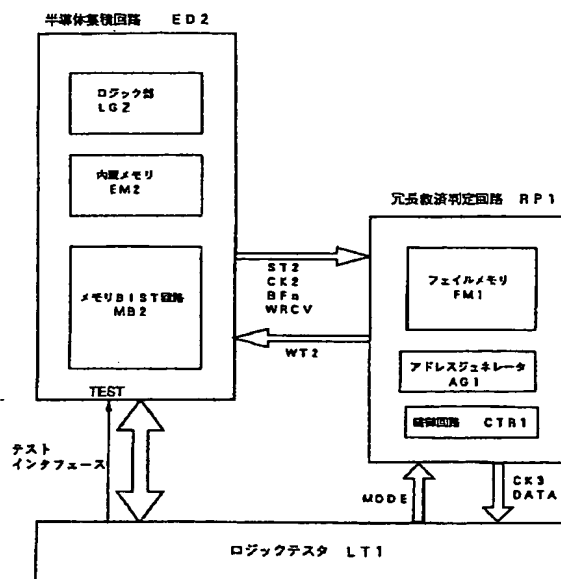 半導体集積回路 ED2
ロジック部
LG2
内蔵メモリ
EM2
メモリBIST回路
MB2
TEST
冗長救済判定回路 RP1
フェイルメモリ
FM1
アドレスジェネレータ
AG1
制御回路 CTR1
ST2
CK2
BFn
WRCV
WT2
テスト
インタフェース
MODE
CK3
DATA
ロジックテスタ LT1